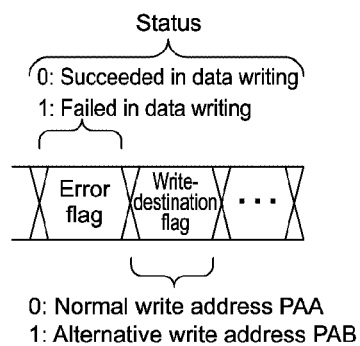 Status
0: Succeeded in data writing
1: Failed in data writing
Error
flag
Write-
destination
flag
...
0: Normal write address PAA
1: Alternative write address PAB